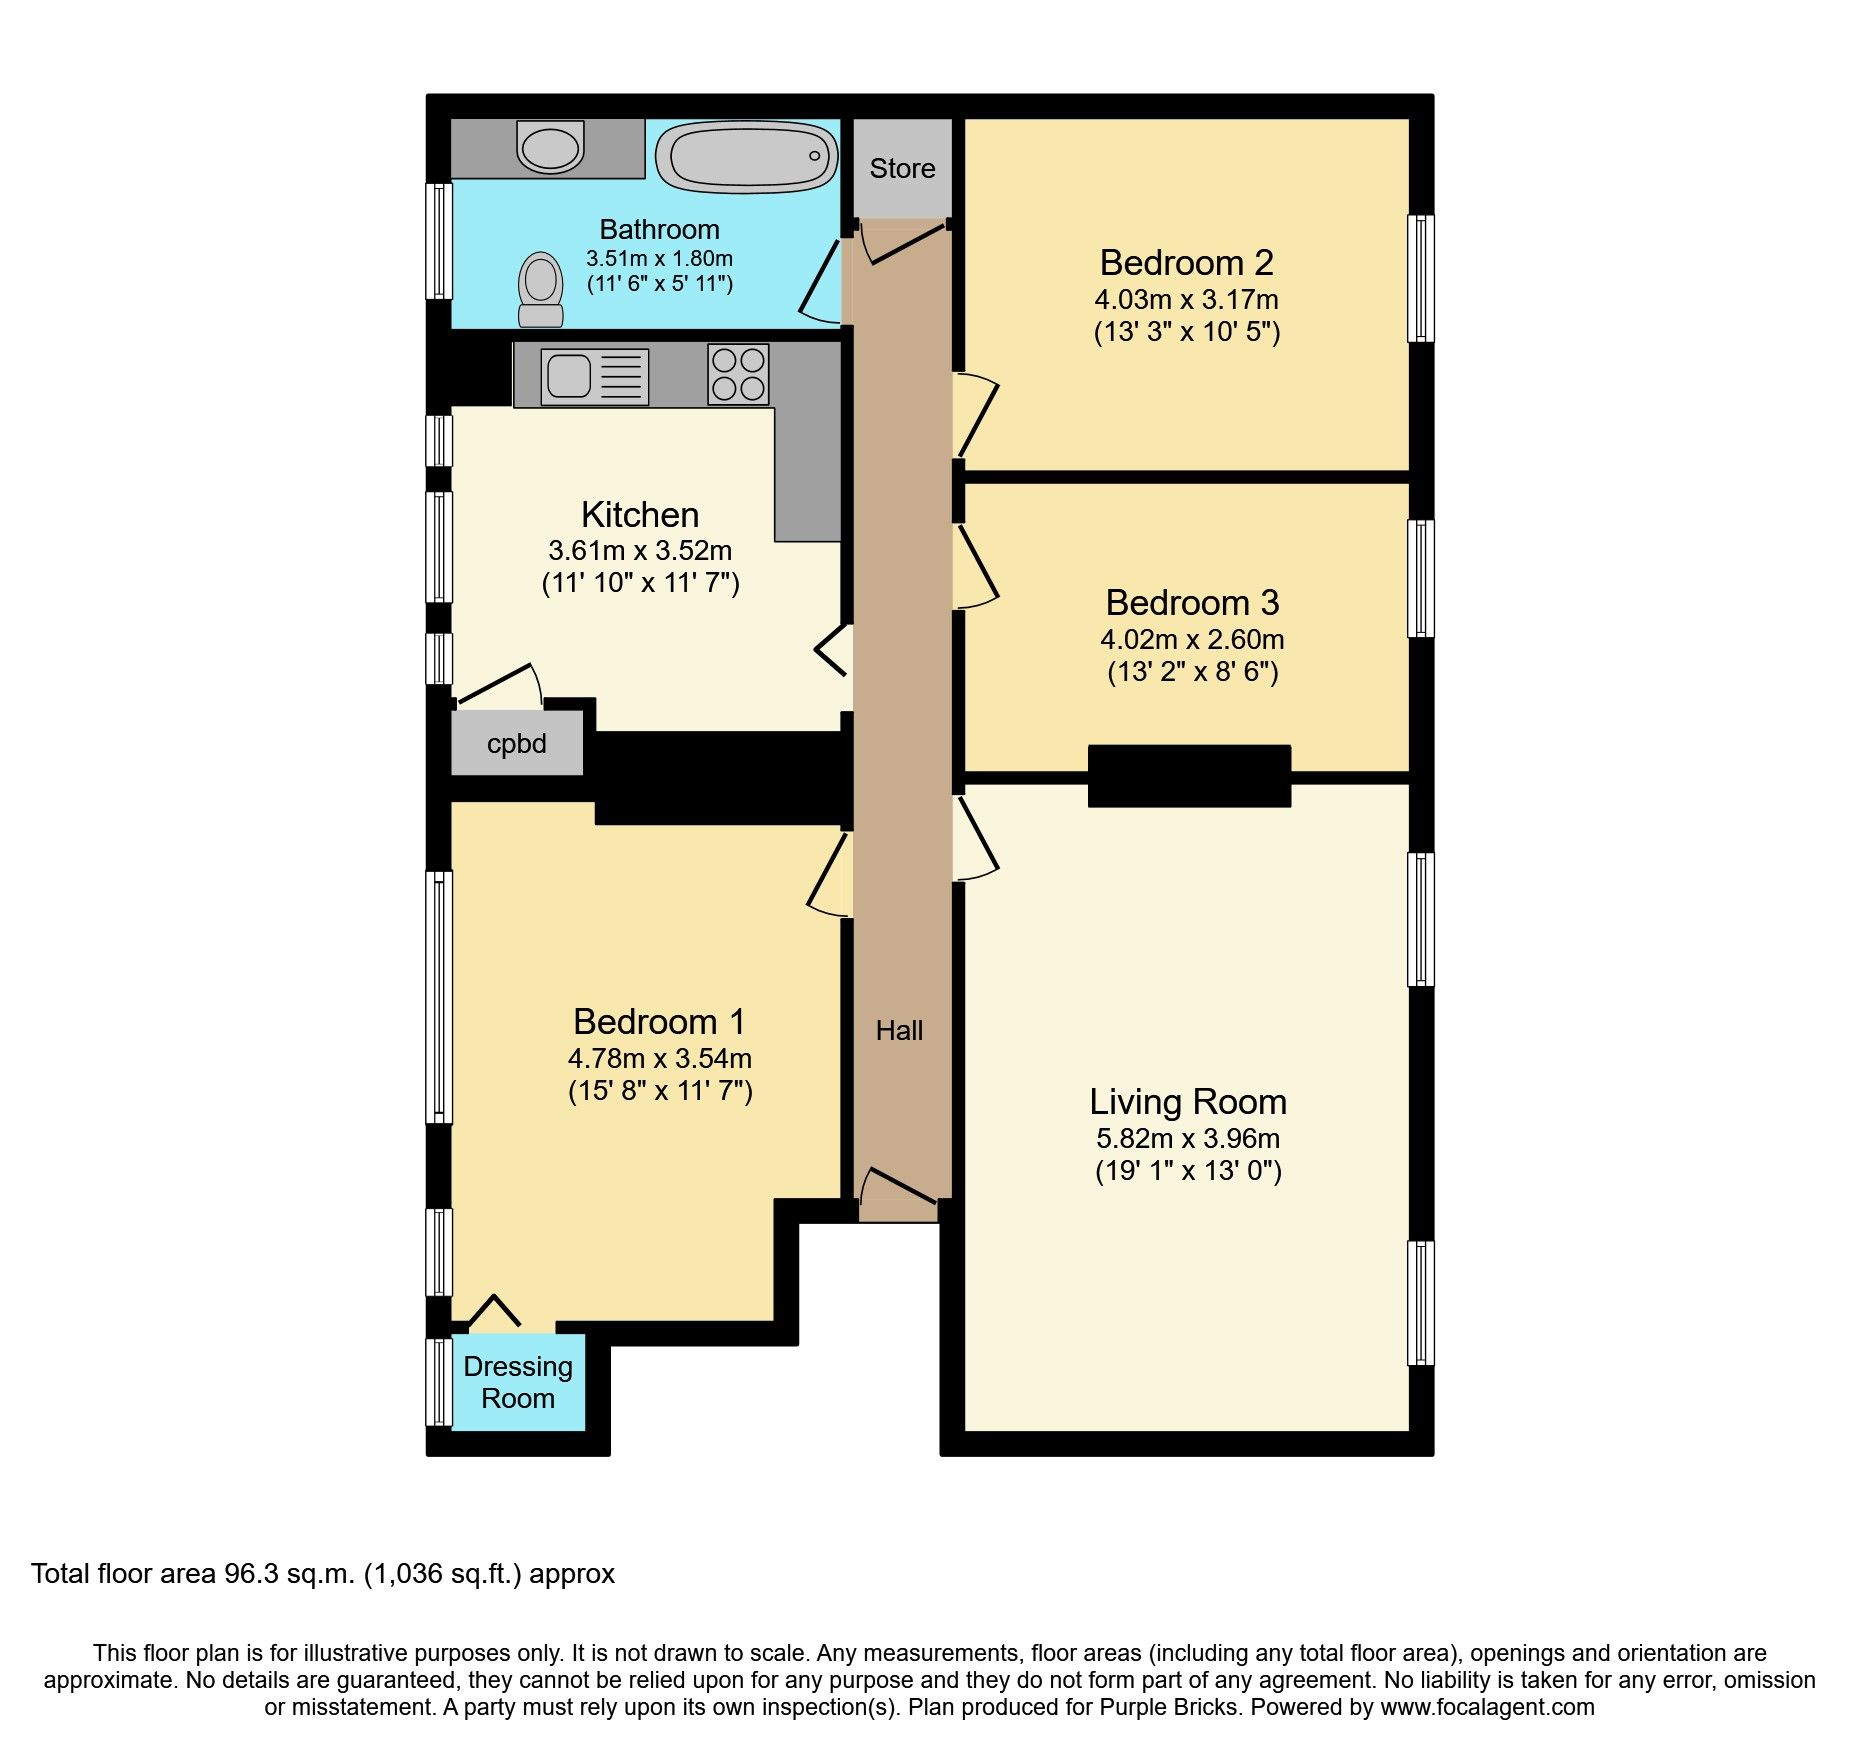 Bathroom
3.51m x 1.80m
(11' 6" x 5' 11")
Store
Bedroom 2
4.03m x 3.17m
(13' 3" x 10' 5")
Kitchen
3.61m x 3.52m
(11' 10" x 11' 7")
cpbd
Bedroom 3
4.02m x 2.60m
(13' 2" x 8' 6")
Bedroom 1
4.78m x 3.54m
(15' 8" x 11' 7")
Hall
Living Room
5.82m x 3.96m
(19' 1" x 13' 0")
Dressing
Room
Total floor area 96.3 sq.m. (1,036 sq.ft.) approx
This floor plan is for illustrative purposes only. It is not drawn to scale. Any measurements, floor areas (including any total floor area), openings and orientation are
approximate. No details are guaranteed, they cannot be relied upon for any purpose and they do not form part of any agreement. No liability is taken for any error, omission
or misstatement. A party must rely upon its own inspection(s). Plan produced for Purple Bricks. Powered by www.focalagent.com